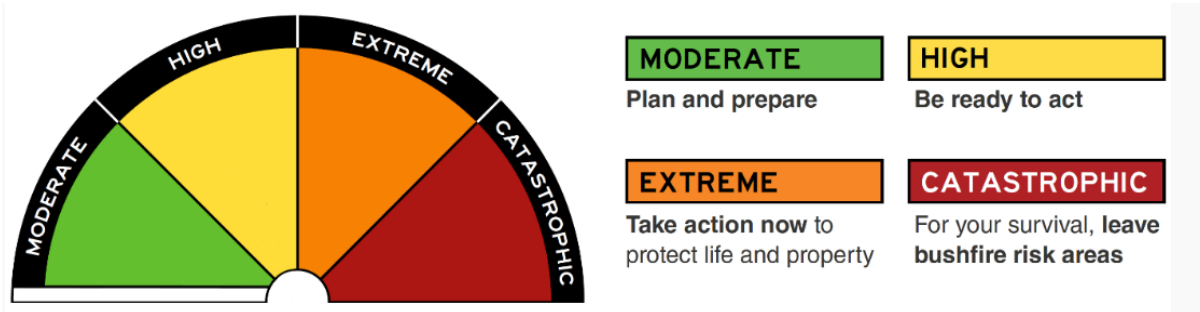 MODERATE
HIGH
EXTREME
CATASTROPHIC
MODERATE
Plan and prepare
HIGH
Be ready to act
EXTREME
Take action now to
protect life and property
CATASTROPHIC
For your survival, leave
bushfire risk areas